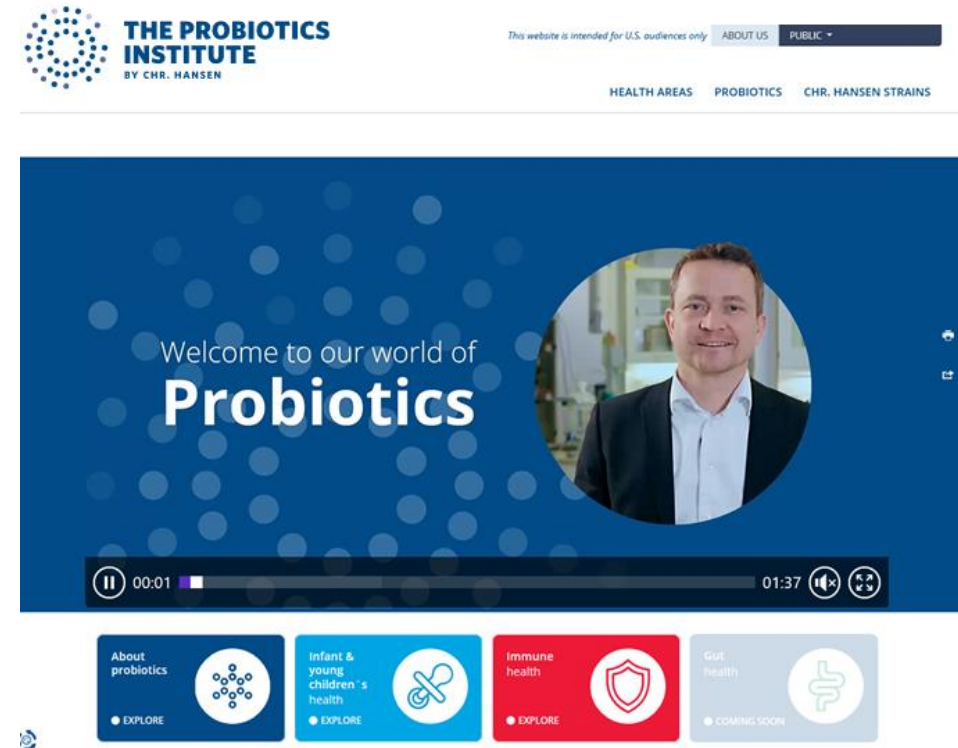 THE PROBIOTICS
INSTITUTE
BY CHR. HANSEN
This website is intended for U.S. audiences only
ABOUT US
PUBLIC
HEALTH AREAS
PROBIOTICS
CHR. HANSEN STRAINS
Welcome to our world of
Probiotics
00:01
01:37
About
probiotics
EXPLORE
Infant &
young
children´s
health
EXPLORE
Immune
health
EXPLORE
Gut
health
COMING SOON